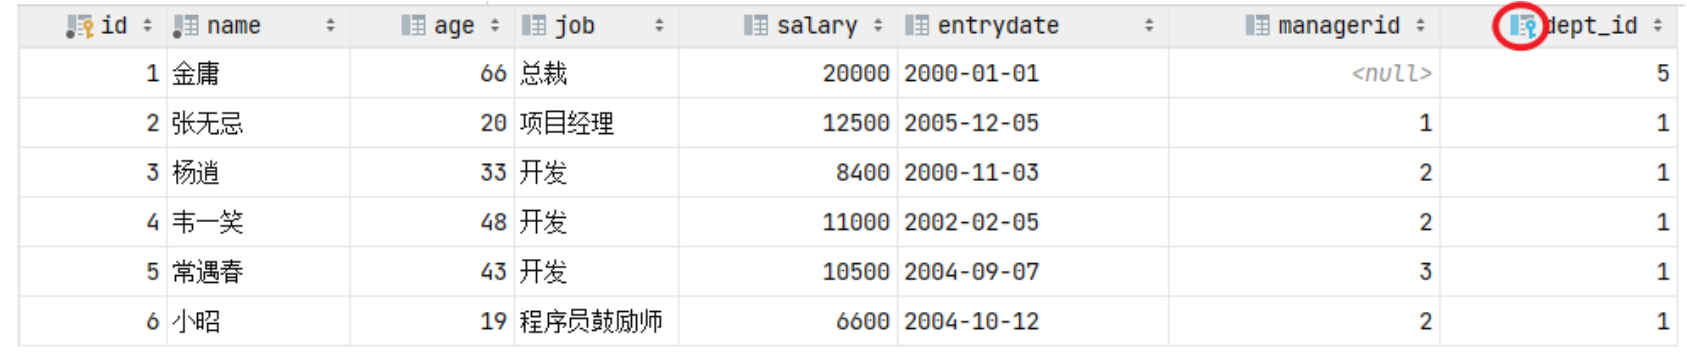 id name age job salary entrydate managerid dept_id
1 金庸 66 总裁 20000 2000-01-01 <null> 5
2 张无忌 20 项目经理 12500 2005-12-05 1 1
3 杨逍 33 开发 8400 2000-11-03 2 1
4 韦一笑 48 开发 11000 2002-02-05 2 1
5 常遇春 43 开发 10500 2004-09-07 3 1
6 小昭 19 程序员鼓励师 6600 2004-10-12 2 1